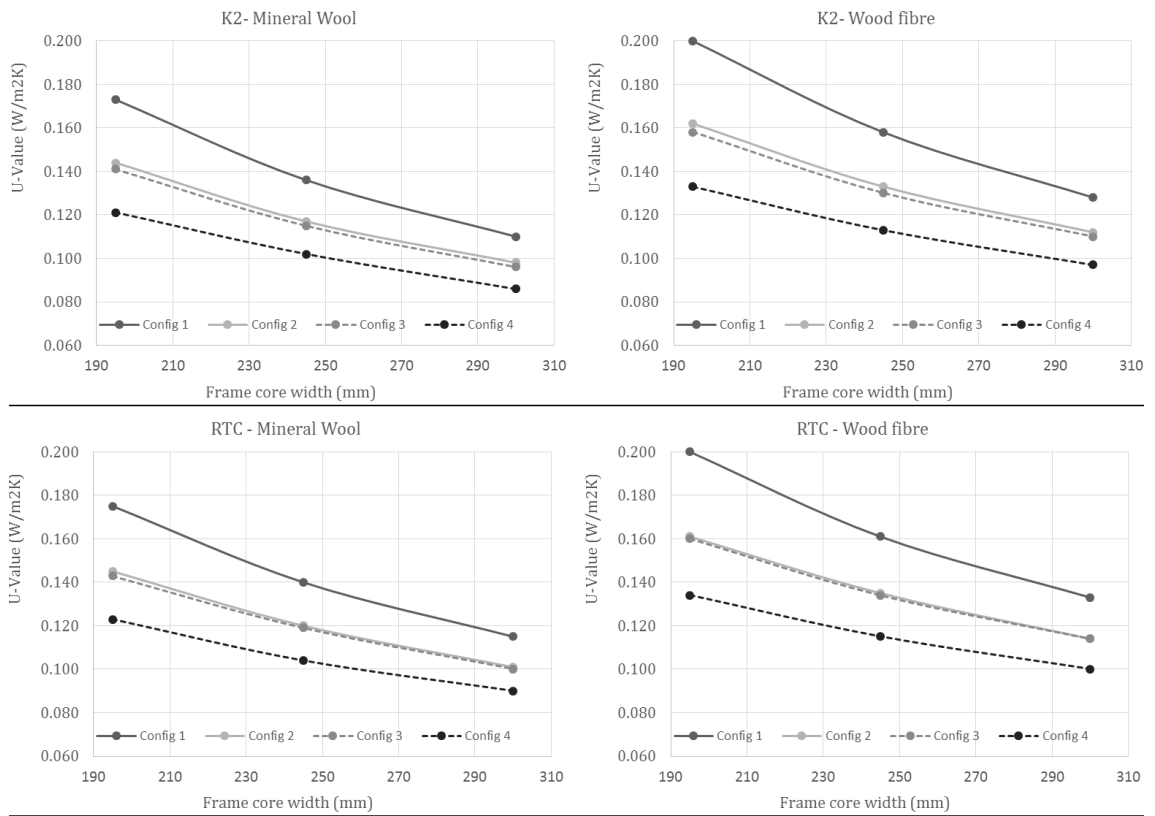 K2- Mineral Wool
U-Value (W/m2K)
0.200
0.180
0.160
0.140
0.120
0.100
0.080
0.060
Config 1 Config 2 Config 3 Config 4
190 210 230 250 270 290 310
Frame core width (mm)
K2- Wood fibre
U-Value (W/m2K)
0.200
0.180
0.160
0.140
0.120
0.100
0.080
0.060
Config 1 Config 2 Config 3 Config 4
190 210 230 250 270 290 310
Frame core width (mm)
RTC - Mineral Wool
U-Value (W/m2K)
0.200
0.180
0.160
0.140
0.120
0.100
0.080
0.060
Config 1 Config 2 Config 3 Config 4
190 210 230 250 270 290 310
Frame core width (mm)
RTC - Wood fibre
U-Value (W/m2K)
0.200
0.180
0.160
0.140
0.120
0.100
0.080
0.060
Config 1 Config 2 Config 3 Config 4
190 210 230 250 270 290 310
Frame core width (mm)